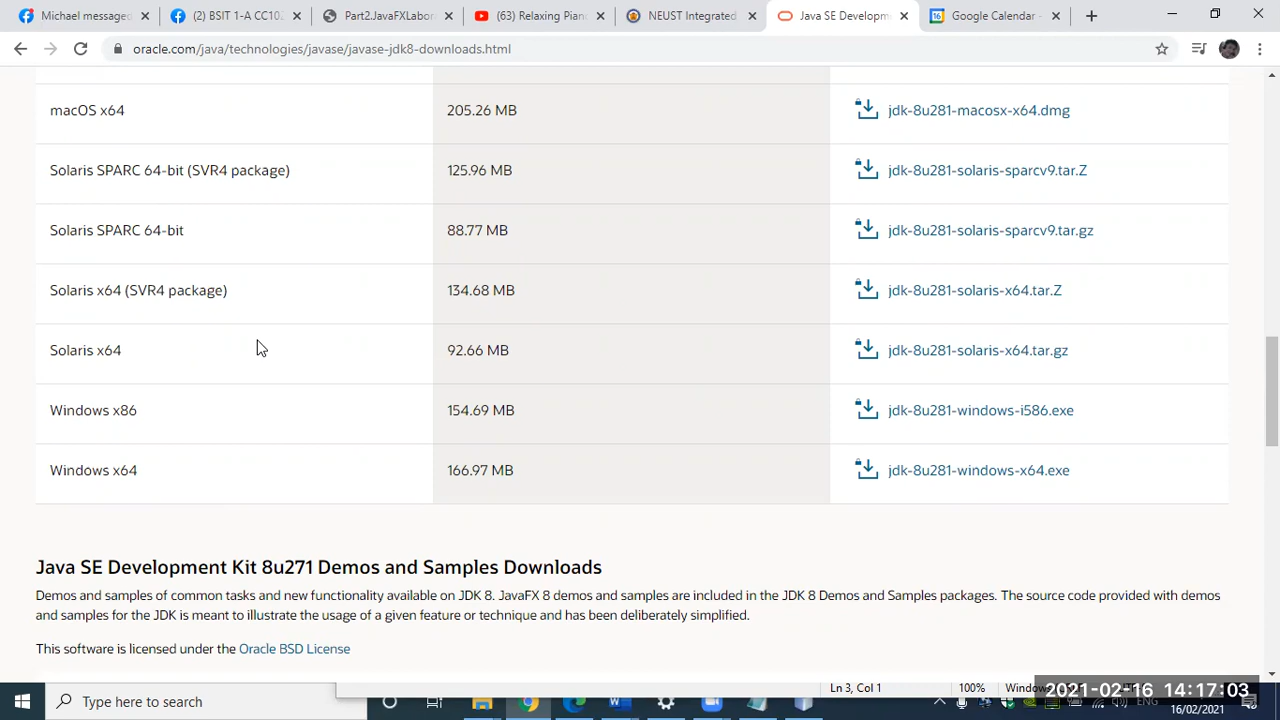 Michael messaged
(2) BSIT 1-A CC102
Part2.JavaFXLabor
(63) Relaxing Pian
NEUST Integrated
Java SE Developm
16 Google Calendar -
oracle.com/java/technologies/javase/javase-jdk8-downloads.html
macOS x64 205.26 MB jdk-8u281-macosx-x64.dmg
Solaris SPARC 64-bit (SVR4 package) 125.96 MB jdk-8u281-solaris-sparcv9.tar.Z
Solaris SPARC 64-bit 88.77 MB jdk-8u281-solaris-sparcv9.tar.gz
Solaris x64 (SVR4 package) 134.68 MB jdk-8u281-solaris-x64.tar.Z
Solaris x64 92.66 MB jdk-8u281-solaris-x64.tar.gz
Windows x86 154.69 MB jdk-8u281-windows-i586.exe
Windows x64 166.97 MB jdk-8u281-windows-x64.exe
Java SE Development Kit 8u271 Demos and Samples Downloads
Demos and samples of common tasks and new functionality available on JDK 8. JavaFX 8 demos and samples are included in the JDK 8 Demos and Samples packages. The source code provided with demos
and samples for the JDK is meant to illustrate the usage of a given feature or technique and has been deliberately simplified.
This software is licensed under the Oracle BSD License
Ln 3, Col 1 100% Windows
2021-02-16 14:17:03
Type here to search
ENG
16/02/2021